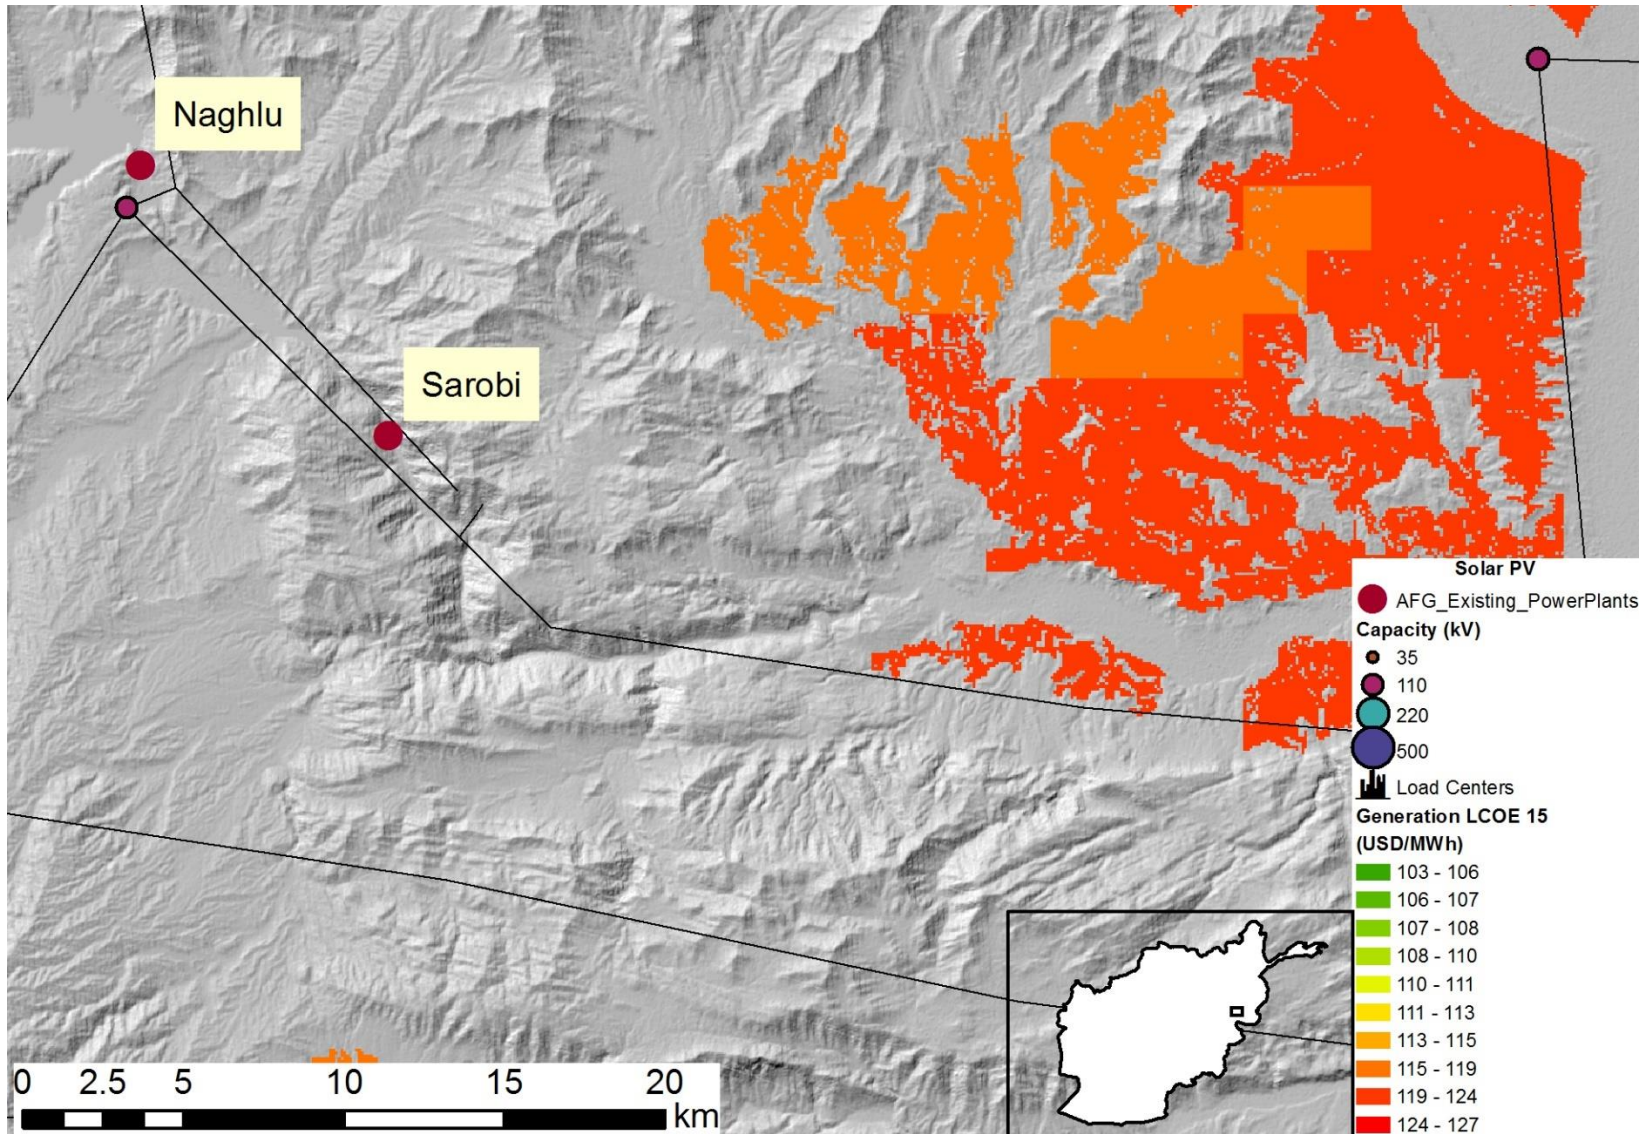 Naghlu
Sarobi
Solar PV
AFG_Existing_PowerPlants
Capacity (kV)
35
110
220
500
Load Centers
Generation LCOE 15
(USD/MWh)
103 - 106
106 - 107
107 - 108
108 - 110
110 - 111
111 - 113
113 - 115
115 - 119
119 - 124
124 - 127
0 2.5 5 10 15 20
km